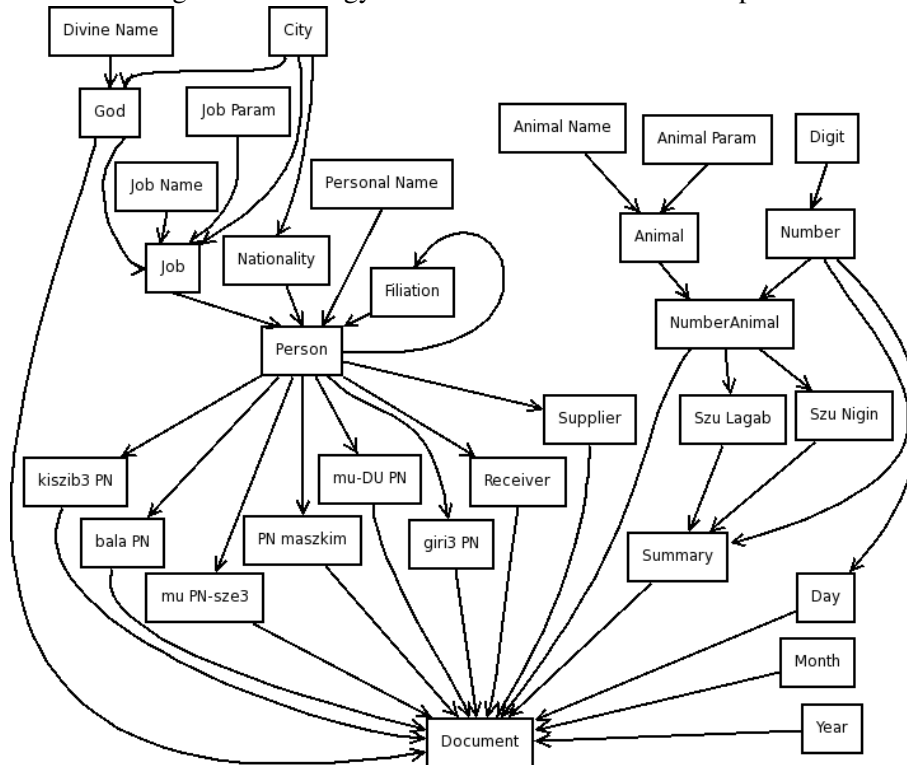 Divine Name
City
God
Job Param
Animal Name
Animal Param
Digit
Job Name
Personal Name
Job
Nationality
Filiation
Animal
Number
Person
NumberAnimal
Supplier
Szu Lagab
Szu Nigin
kiszib3 PN
bala PN
mu PN-sze3
PN maszkim
mu-DU PN
giri3 PN
Receiver
Summary
Day
Month
Year
Document